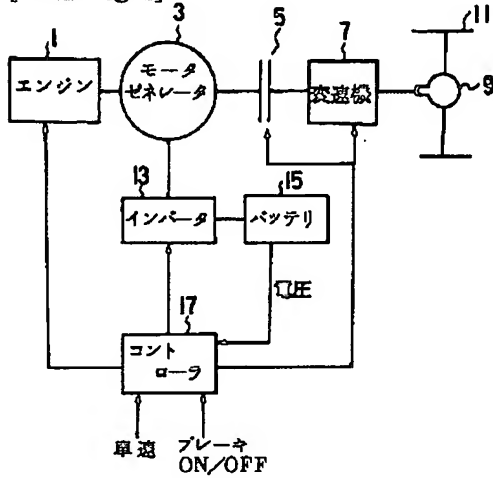 1
エンジン
3
モータ
ゼネレータ
5
7
変速機
11
9
13
インバータ
15
バッテリ
電圧
17
コント
ローラ
車速
ブレーキ
ON/OFF